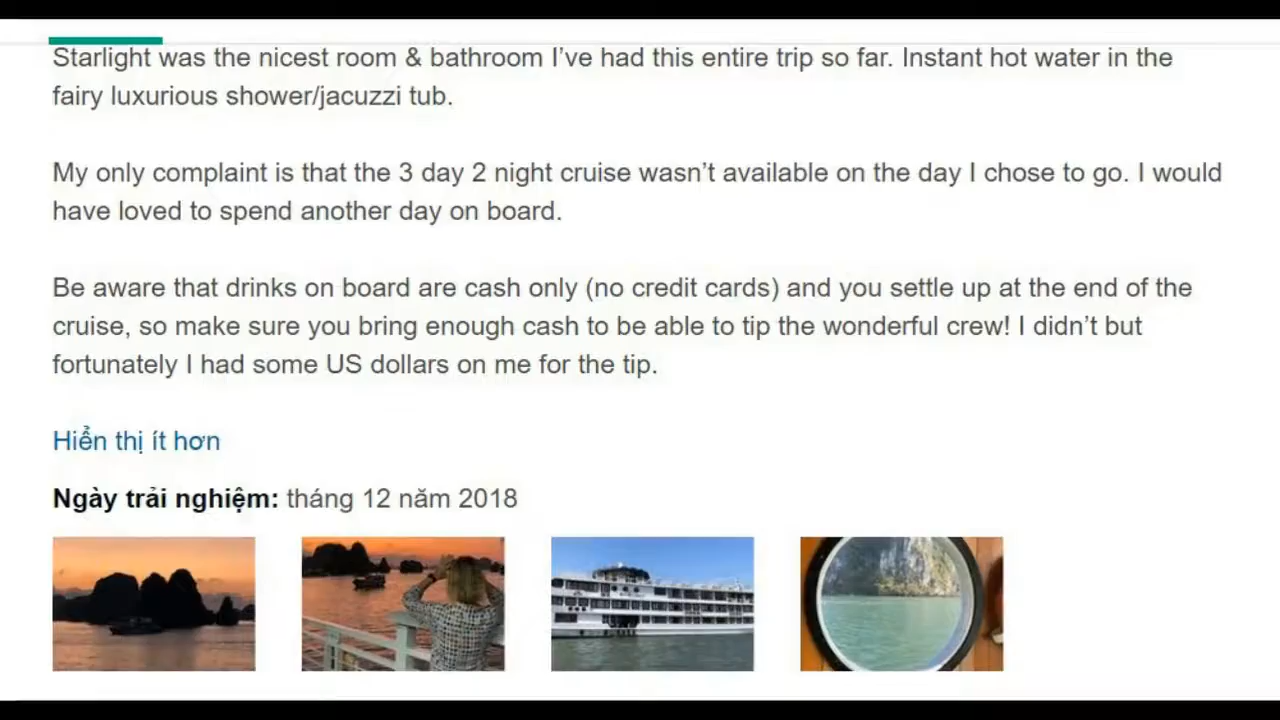 Starlight was the nicest room & bathroom I’ve had this entire trip so far. Instant hot water in the
fairy luxurious shower/jacuzzi tub.
My only complaint is that the 3 day 2 night cruise wasn’t available on the day I chose to go. I would
have loved to spend another day on board.
Be aware that drinks on board are cash only (no credit cards) and you settle up at the end of the
cruise, so make sure you bring enough cash to be able to tip the wonderful crew! I didn’t but
fortunately I had some US dollars on me for the tip.
Hiển thị ít hơn
Ngày trải nghiệm: tháng 12 năm 2018